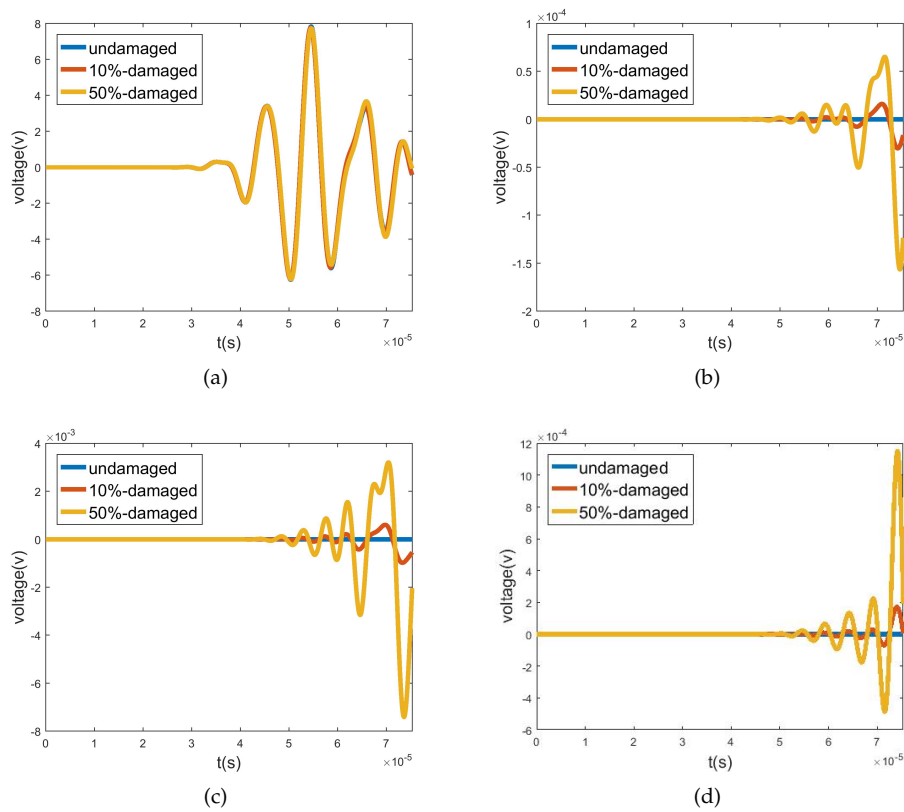 8
6
4
2
0
-2
-4
-6
-8
voltage(v)
undamaged
10%-damaged
50%-damaged
0 1 2 3 4 5 6 7
×10⁻⁵
t(s)
(a)
×10⁻⁴
1
0.5
0
-0.5
-1
-1.5
-2
voltage(v)
undamaged
10%-damaged
50%-damaged
0 1 2 3 4 5 6 7
×10⁻⁵
t(s)
(b)
×10⁻³
4
2
0
-2
-4
-6
-8
voltage(v)
undamaged
10%-damaged
50%-damaged
0 1 2 3 4 5 6 7
×10⁻⁵
t(s)
(c)
×10⁻⁴
12
10
8
6
4
2
0
-2
-4
-6
voltage(v)
undamaged
10%-damaged
50%-damaged
0 1 2 3 4 5 6 7
×10⁻⁵
t(s)
(d)